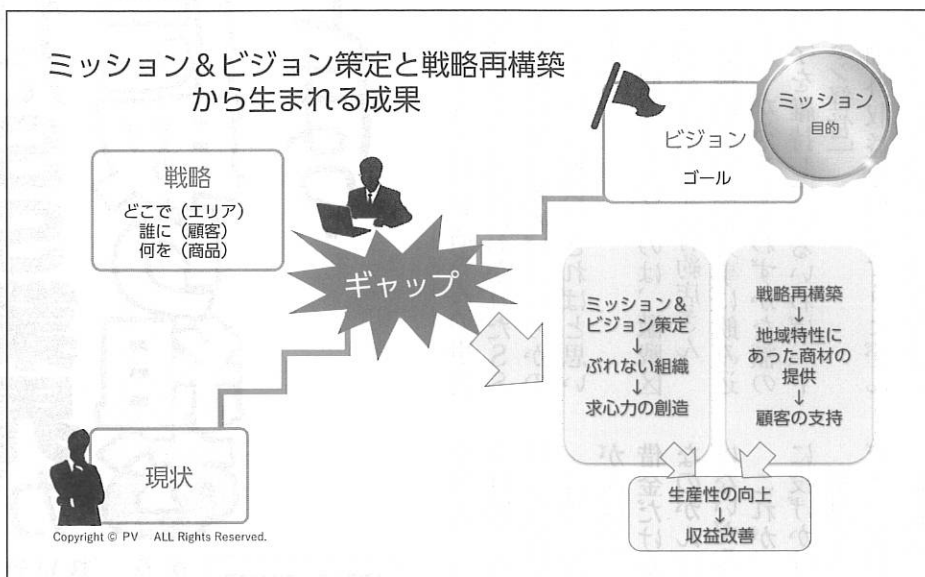 ミッション＆ビジョン策定と戦略再構築
から生まれる成果
戦略
どこで（エリア）
誰に（顧客）
何を（商品）
ミッション
目的
ビジョン
ゴール
ギャップ
現状
ミッション＆
ビジョン策定
↓
ぶれない組織
↓
求心力の創造
戦略再構築
↓
地域特性に
あった商材の
提供
↓
顧客の支持
生産性の向上
↓
収益改善
Copyright © PV ALL Rights Reserved.